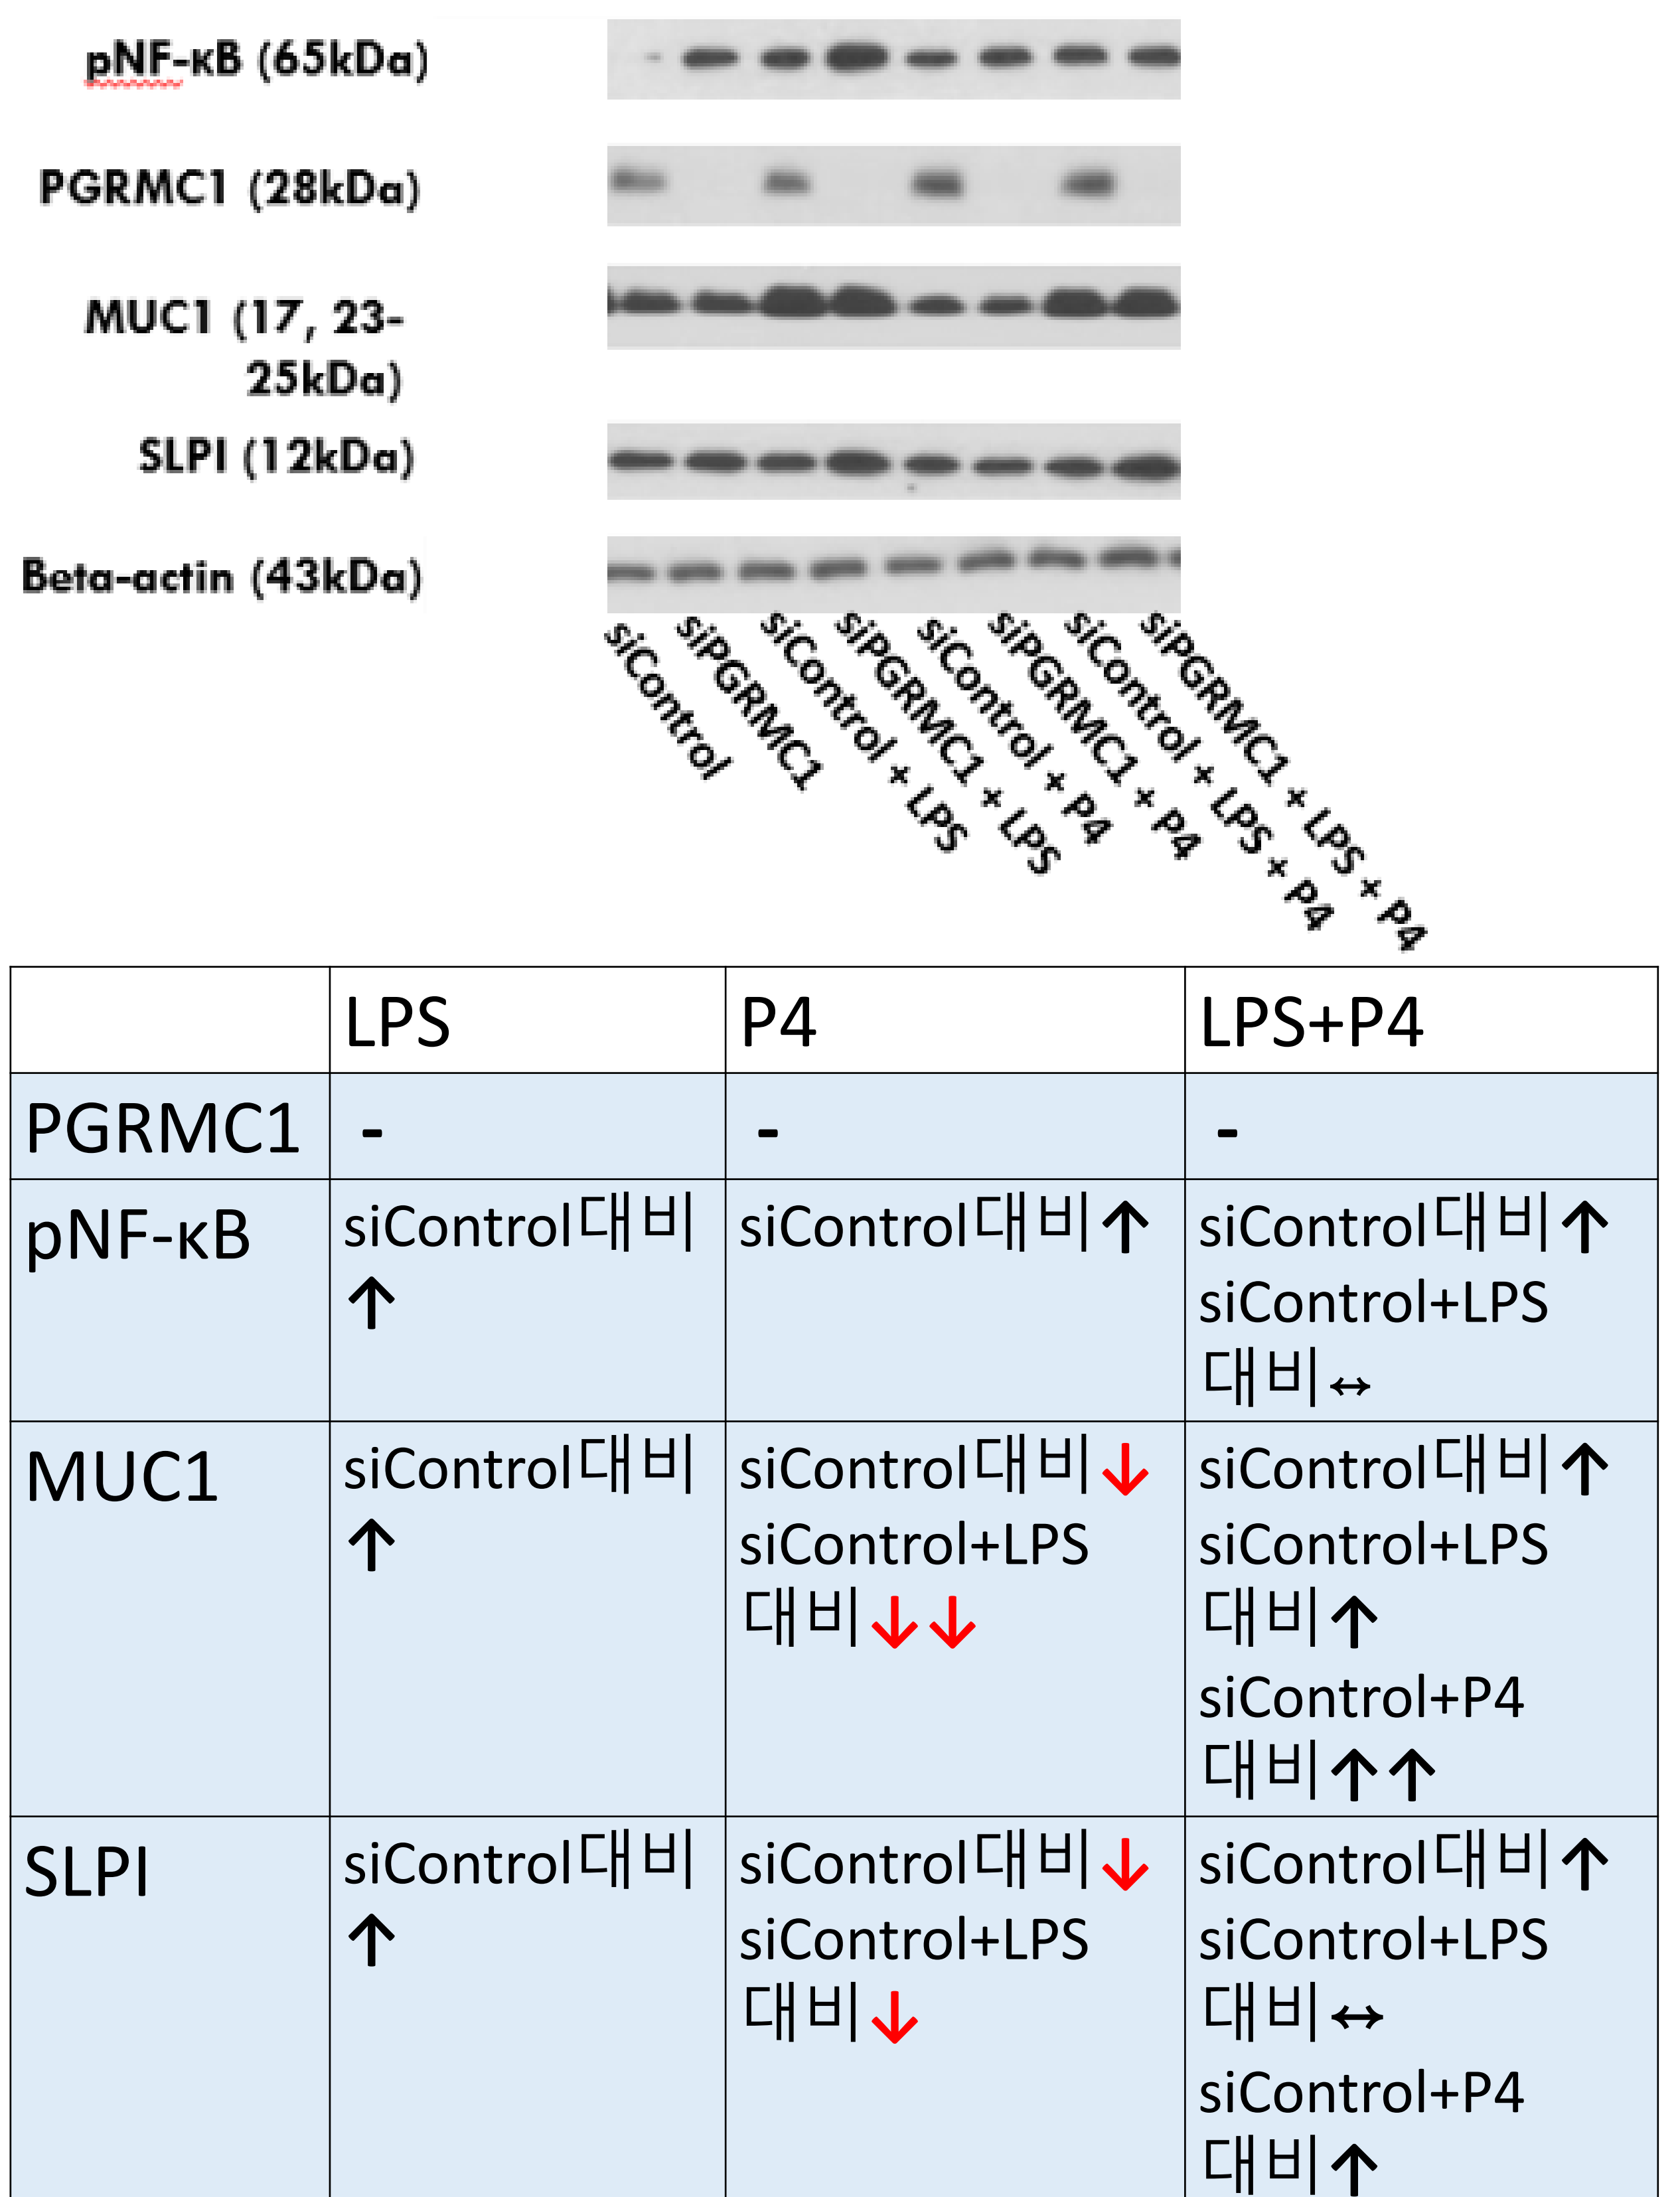 pNF-κB (65kDa)
PGRMC1 (28kDa)
MUC1 (17, 23-
25kDa)
SLPI (12kDa)
Beta-actin (43kDa)
siControl
siPGRMC1
siControl + LPS
siPGRMC1 + LPS
siControl + P4
siPGRMC1 + P4
siControl + LPS + P4
siPGRMC1 + LPS + P4
LPS
P4
LPS+P4
PGRMC1
-
-
-
pNF-κB
siControl대비
↑
siControl대비↑
siControl대비↑
siControl+LPS
대비↔
MUC1
siControl대비
↑
siControl대비↓
siControl+LPS
대비↓↓
siControl대비↑
siControl+LPS
대비↑
siControl+P4
대비↑↑
SLPI
siControl대비
↑
siControl대비↓
siControl+LPS
대비↓
siControl대비↑
siControl+LPS
대비↔
siControl+P4
대비↑